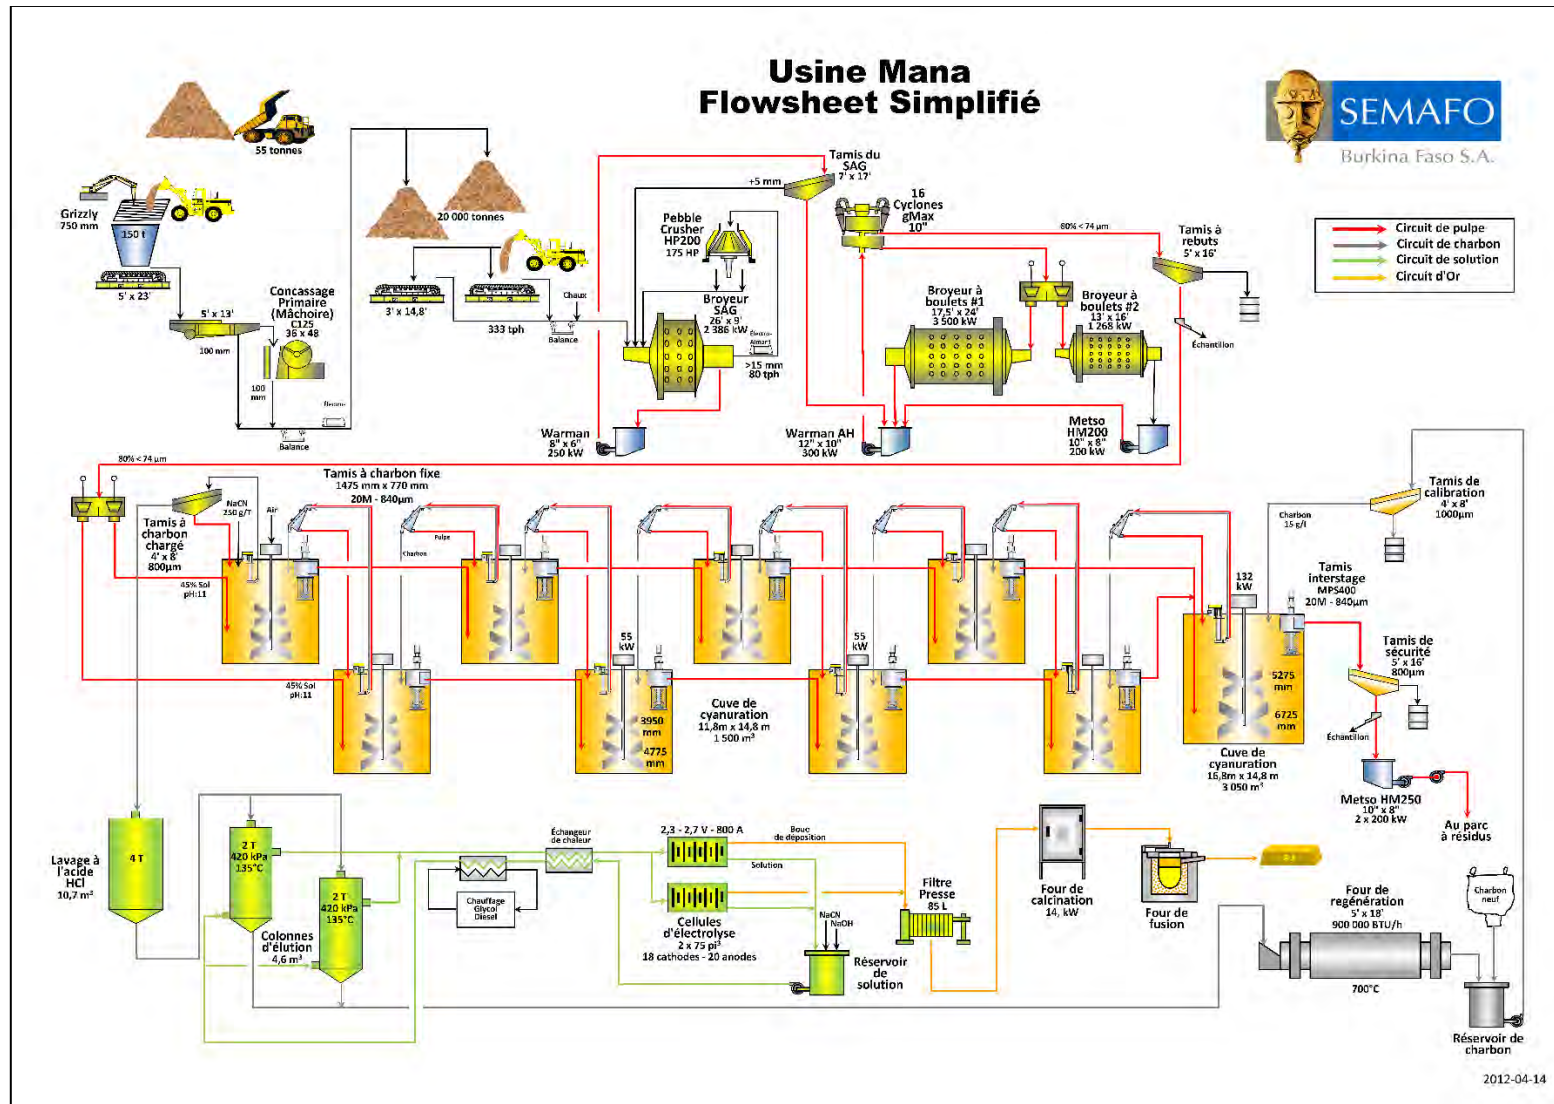 Usine Mana
Flowsheet Simplifié
SEMAFO
Burkina Faso S.A.
55 tonnes
Grizzly
750 mm
150 t
5' x 23'
5' x 13'
100 mm
Concassage
Primaire
(Mâchoire)
C125
36 x 48
100
mm
Balance
20 000 tonnes
3' x 14,8'
333 tph
Chaux
Balance
+5 mm
Tamis du
SAG
7' x 17'
Pebble
Crusher
HP200
175 HP
Broyeur
SAG
26' x 9'
2 386 kW
>15 mm
80 tph
Warman
8" x 6"
250 kW
16
Cyclones
gMax
10"
80% < 74 µm
Tamis à
rebuts
5' x 16'
Échantillon
Broyeur à
boulets #1
17,5' x 24'
3 500 kW
Broyeur à
boulets #2
13' x 16'
1 268 kW
Warman AH
12" x 10"
300 kW
Metso
HM200
10" x 8"
200 kW
Circuit de pulpe
Circuit de charbon
Circuit de solution
Circuit d'Or
80% < 74 µm
Tamis à
charbon
chargé
4' x 8'
800µm
NaCN
250 g/T
Air
Tamis à charbon fixe
1475 mm x 770 mm
20M - 840µm
Pulpe
Charbon
45% Sol
pH:11
45% Sol
pH:11
55
kW
3950
mm
4775
mm
Cuve de
cyanuration
11,8m x 14,8 m
1 500 m³
55
kW
132
kW
Charbon
15 g/l
Tamis de
calibration
4' x 8'
1000µm
Tamis
interstage
MPS400
20M - 840µm
5275
mm
6725
mm
Cuve de
cyanuration
16,8m x 14,8 m
3 050 m³
Tamis de
sécurité
5' x 16'
800µm
Échantillon
Metso HM250
10" x 8"
2 x 200 kW
Au parc
à résidus
Lavage à
l'acide
HCl
10,7 m³
4 T
2 T
420 kPa
135°C
2 T
420 kPa
135°C
Colonnes
d'élution
4,6 m³
Chauffage
Glycol
Diesel
Échangeur
de chaleur
2,3 - 2,7 V - 800 A
Boue
de déposition
Solution
Cellules
d'électrolyse
2 x 75 pi³
18 cathodes - 20 anodes
NaCN
NaOH
Réservoir
de
solution
Filtre
Presse
85 L
Four de
calcination
14, kW
Four de
fusion
Four de
regénération
5' x 18'
900 000 BTU/h
700°C
Charbon
neuf
Réservoir de
charbon
2012-04-14